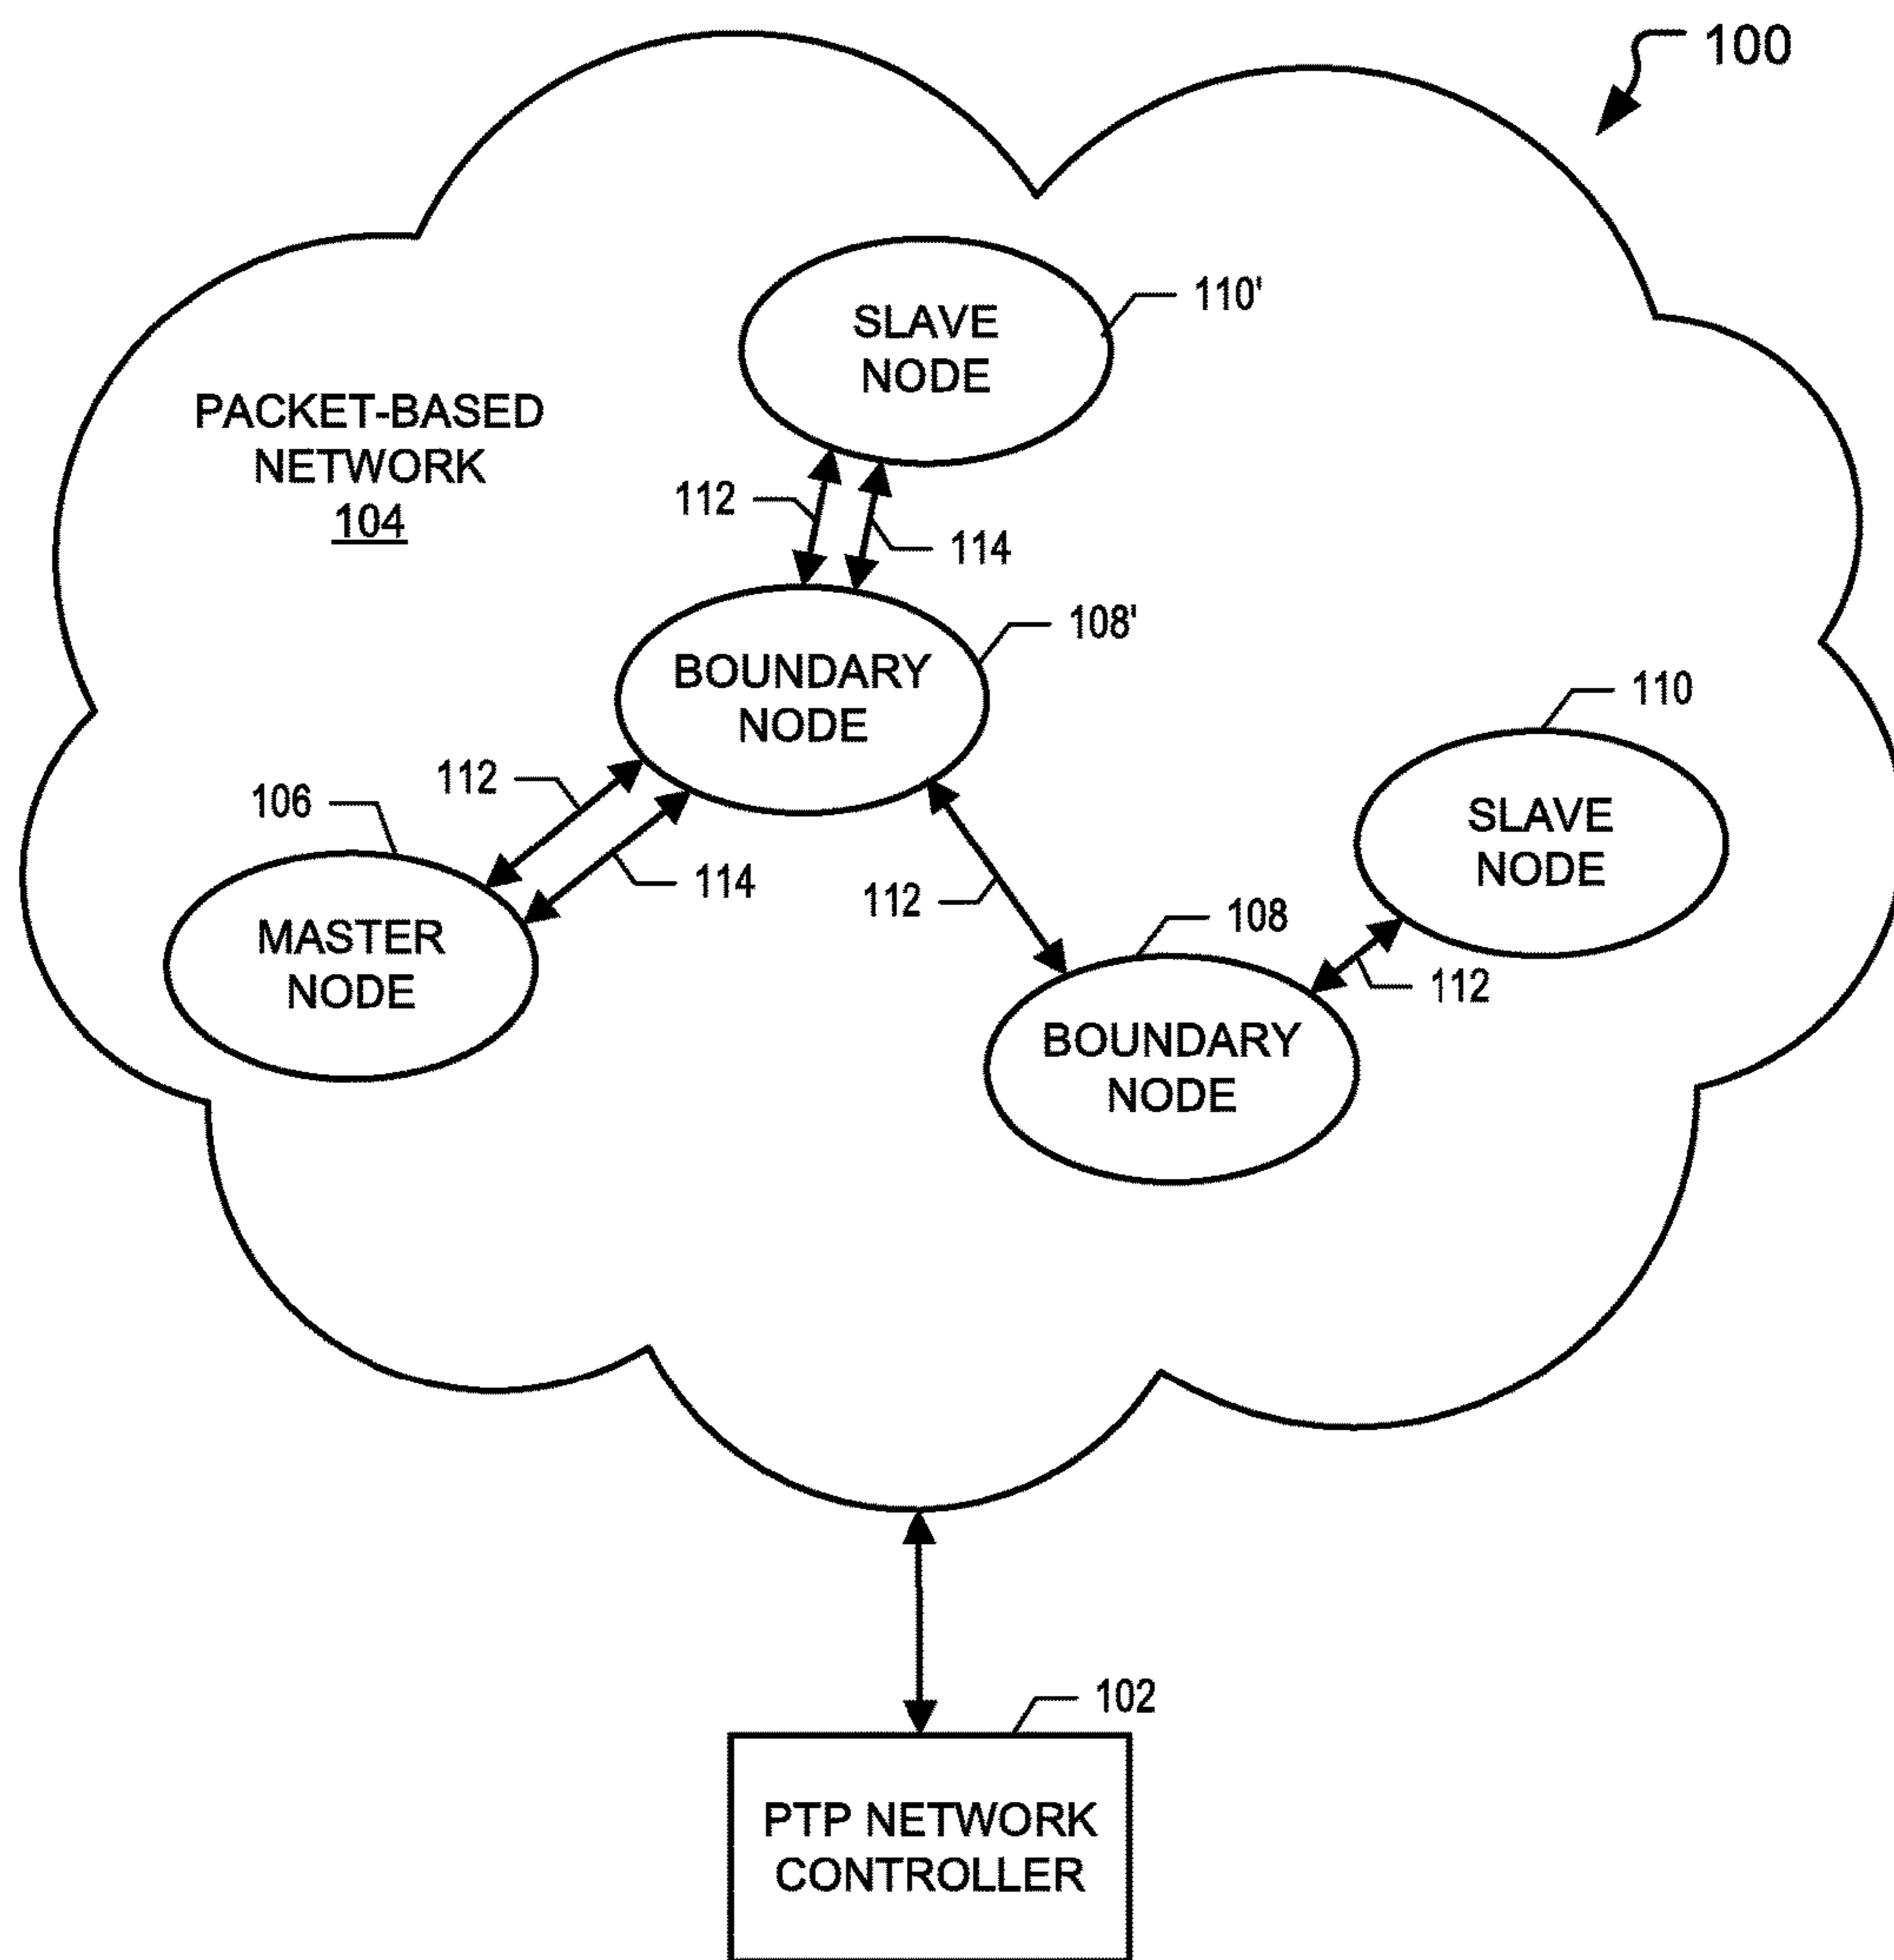 100
110'
SLAVE
NODE
PACKET-BASED
NETWORK
104
112
114
108'
BOUNDARY
NODE
110
112
106
SLAVE
NODE
114
112
108
MASTER
NODE
112
BOUNDARY
NODE
102
PTP NETWORK
CONTROLLER